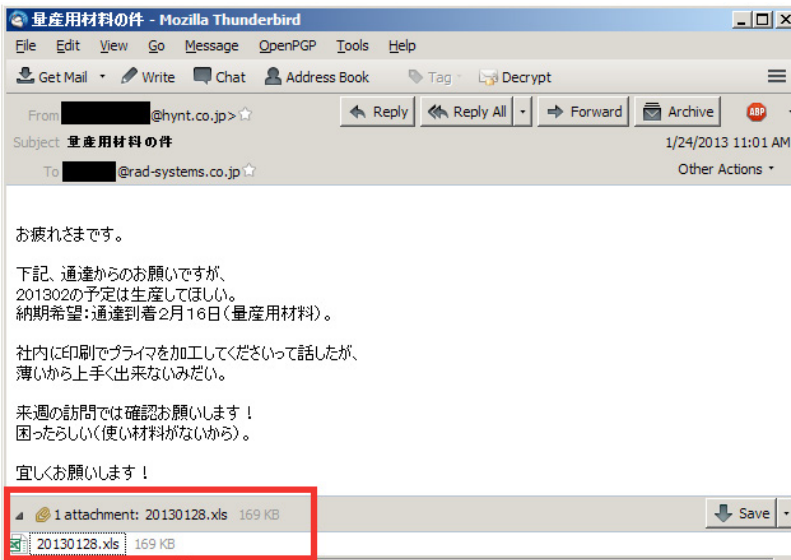 量産用材料の件 - Mozilla Thunderbird
File Edit View Go Message OpenPGP Tools Help
Get Mail Write Chat Address Book Tag Decrypt
From @hynt.co.jp> Reply Reply All Forward Archive ABP
Subject 量産用材料の件 1/24/2013 11:01 AM
To @rad-systems.co.jp Other Actions
お疲れさまです。
下記、通達からのお願いですが、
201302の予定は生産してほしい。
納期希望:通達到着2月16日(量産用材料)。
社内に印刷でプライマを加工してくださいって話したが、
薄いから上手く出来ないみだい。
来週の訪問では確認お願いします!
困ったらしい(使い材料がないから)。
宜しくお願いします!
1 attachment: 20130128.xls 169 KB Save
20130128.xls 169 KB